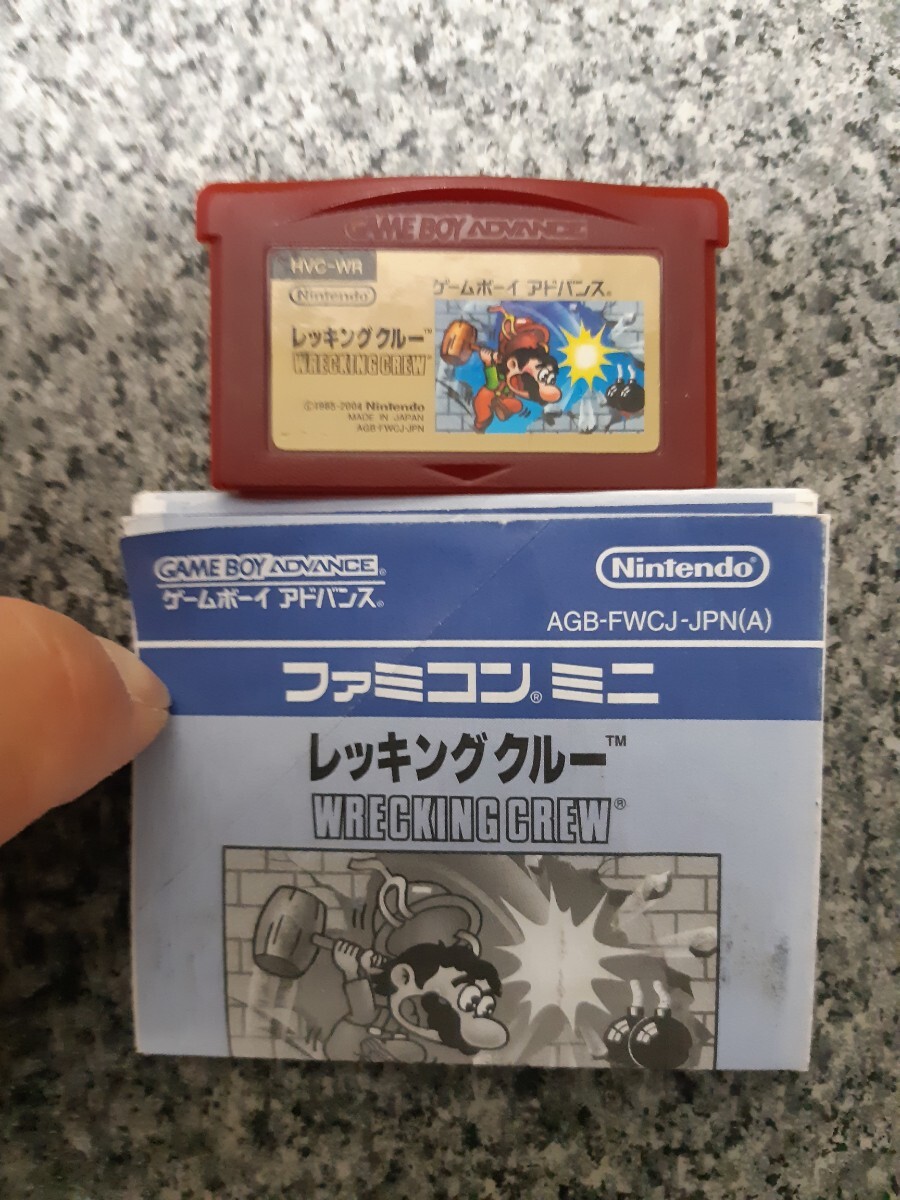 GAME BOY ADVANCE
HVC-WR
Nintendo
ゲームボーイ アドバンス®
レッキングクルー™
WRECKING CREW®
©1985-2004 Nintendo
MADE IN JAPAN
AGB-FWCJ-JPN
GAME BOY ADVANCE®
ゲームボーイ アドバンス®
Nintendo®
AGB-FWCJ-JPN(A)
ファミコン® ミニ
レッキングクルー™
WRECKING CREW®